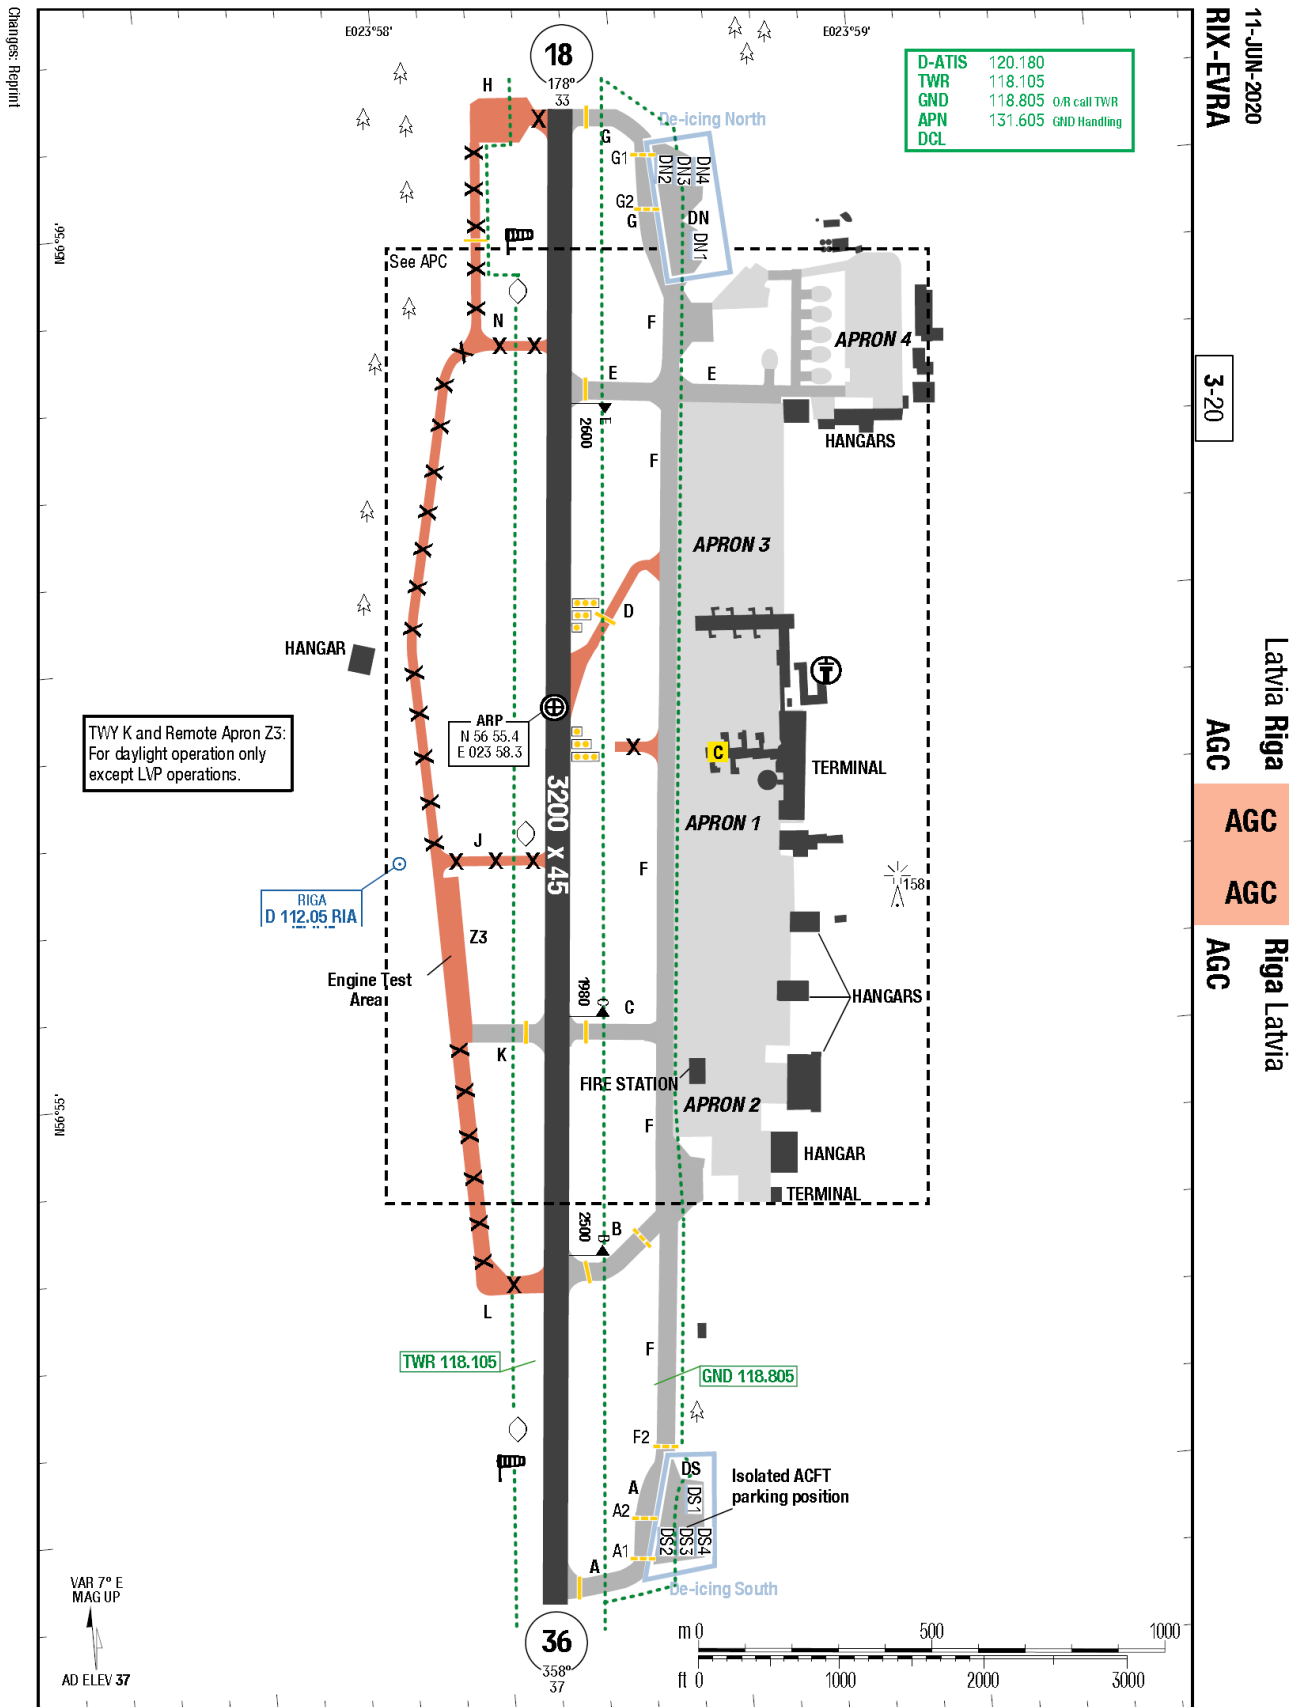 Changes: Reprint
11-JUN-2020
RIX-EVRA
3-20
Latvia Riga
AGC
AGC
AGC
Riga Latvia
AGC
E023°58'
E023°59'
N56°56'
N56°55'
D-ATIS 120.180
TWR 118.105
GND 118.805 O/R call TWR
APN 131.605 GND Handling
DCL
18
178°
33
H
De-icing North
G
G1
G2
G
DN2
DN3
DN4
DN
DN1
See APC
N
F
E
E
APRON 4
E
2600
HANGARS
F
APRON 3
D
HANGAR
ARP
N 56 55.4
E 023 58.3
TWY K and Remote Apron Z3:
For daylight operation only
except LVP operations.
C
TERMINAL
3200 x 45
APRON 1
J
F
158
RIGA
D 112.05 RIA
Z3
Engine Test
Area
1980
C
C
HANGARS
K
FIRE STATION
APRON 2
F
HANGAR
TERMINAL
2500
B
B
L
TWR 118.105
F
GND 118.805
F2
DS
A
DS1
Isolated ACFT
parking position
A2
A1
DS2
DS3
DS4
A
De-icing South
36
358°
37
VAR 7° E
MAG UP
AD ELEV 37
m 0 500 1000
ft 0 1000 2000 3000